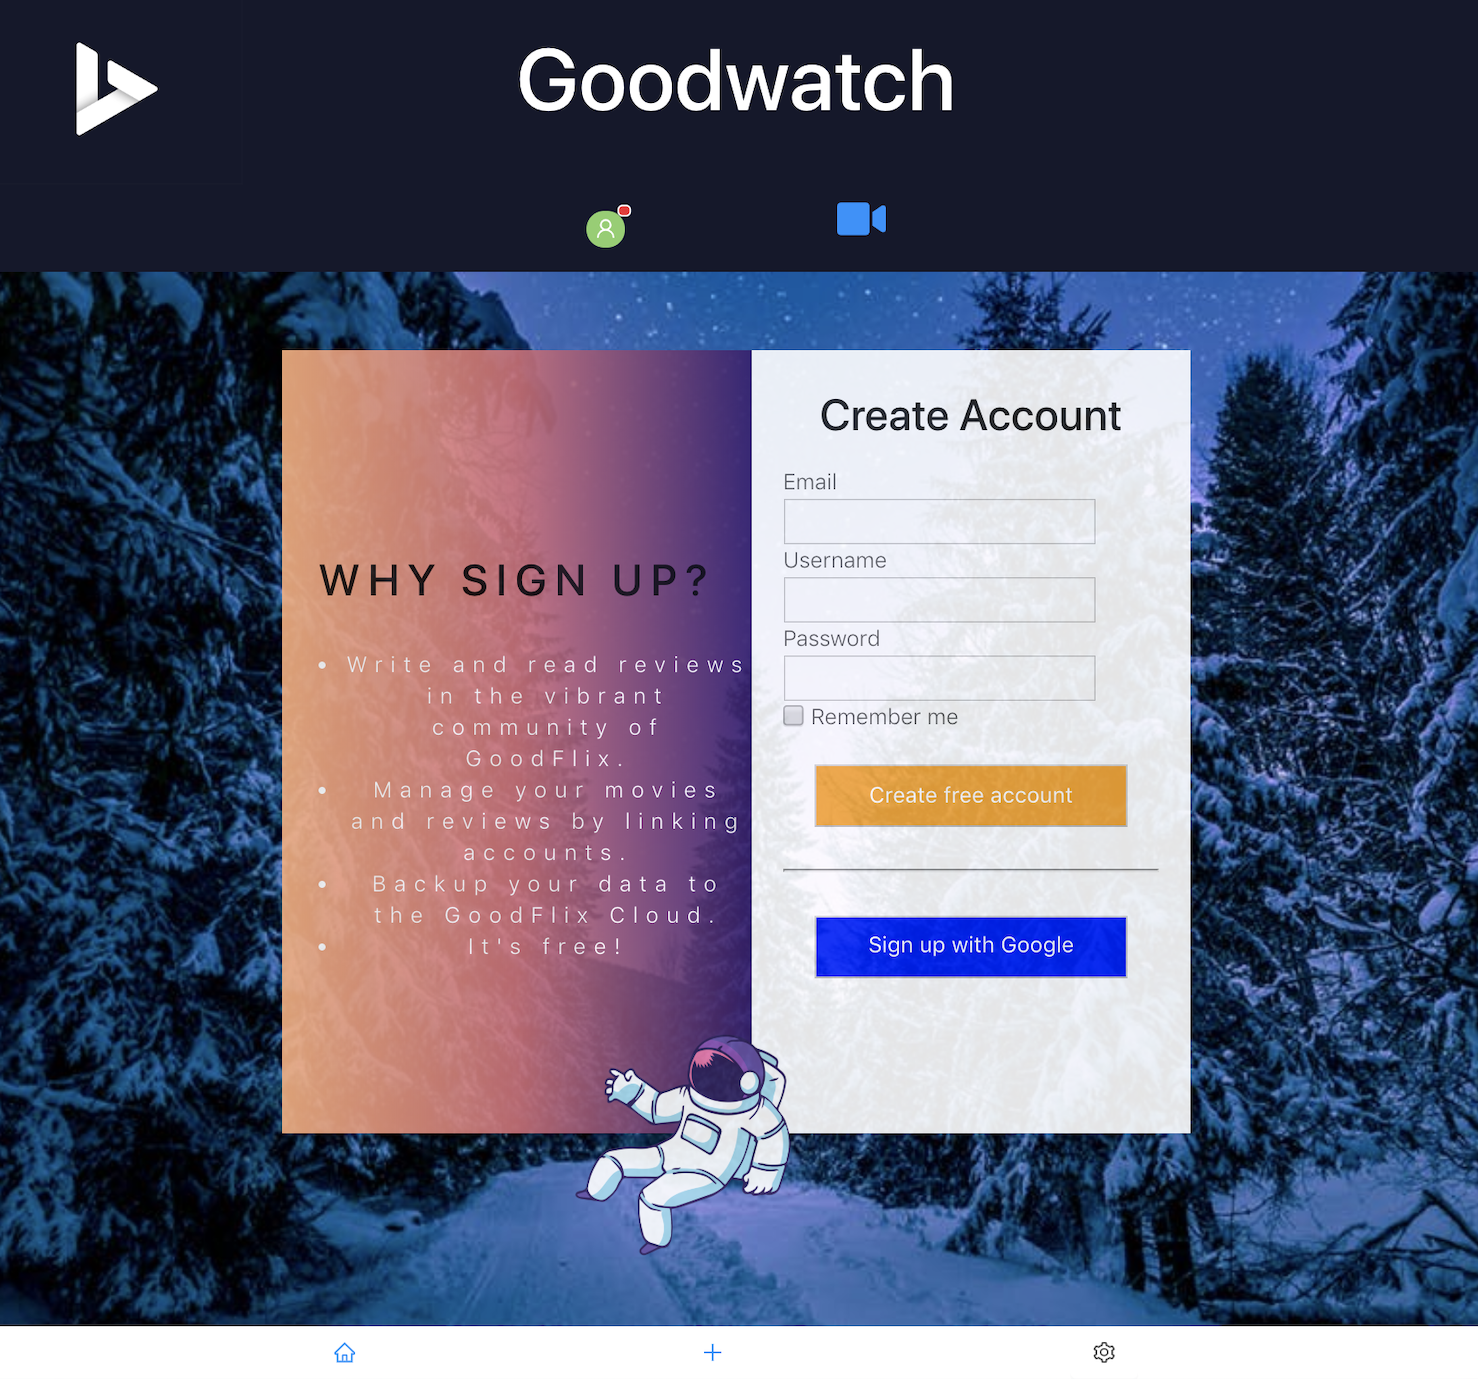 Goodwatch
WHY SIGN UP?
Write and read reviews
in the vibrant
community of
GoodFlix.
Manage your movies
and reviews by linking
accounts.
Backup your data to
the GoodFlix Cloud.
It's free!
Create Account
Email
Username
Password
Remember me
Create free account
Sign up with Google